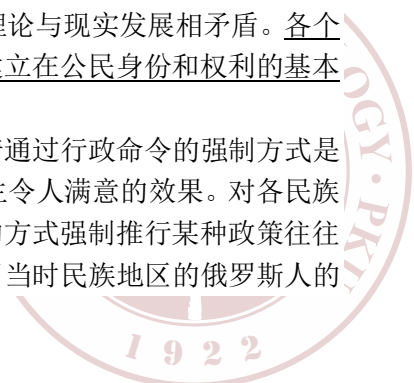 理论与现实发展相矛盾。各个
建立在公民身份和权利的基本
通过行政命令的强制方式是
生令人满意的效果。对各民族
方式强制推行某种政策往往
当时民族地区的俄罗斯人的
OGY · PKU
1922